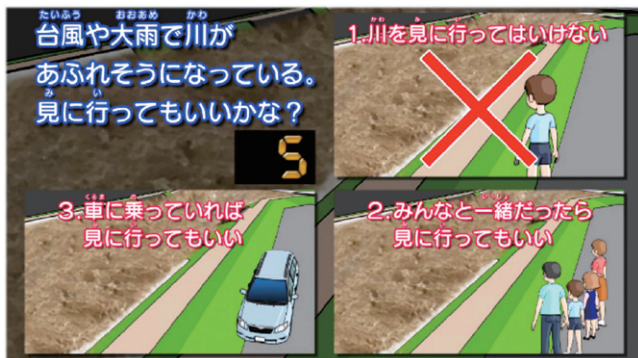 台風や大雨で川が
あふれそうになっている。
見に行ってもいいかな？
5
1.川を見に行ってはいけない
2.みんなと一緒だったら
見に行ってもいい
3.車に乗っていれば
見に行ってもいい